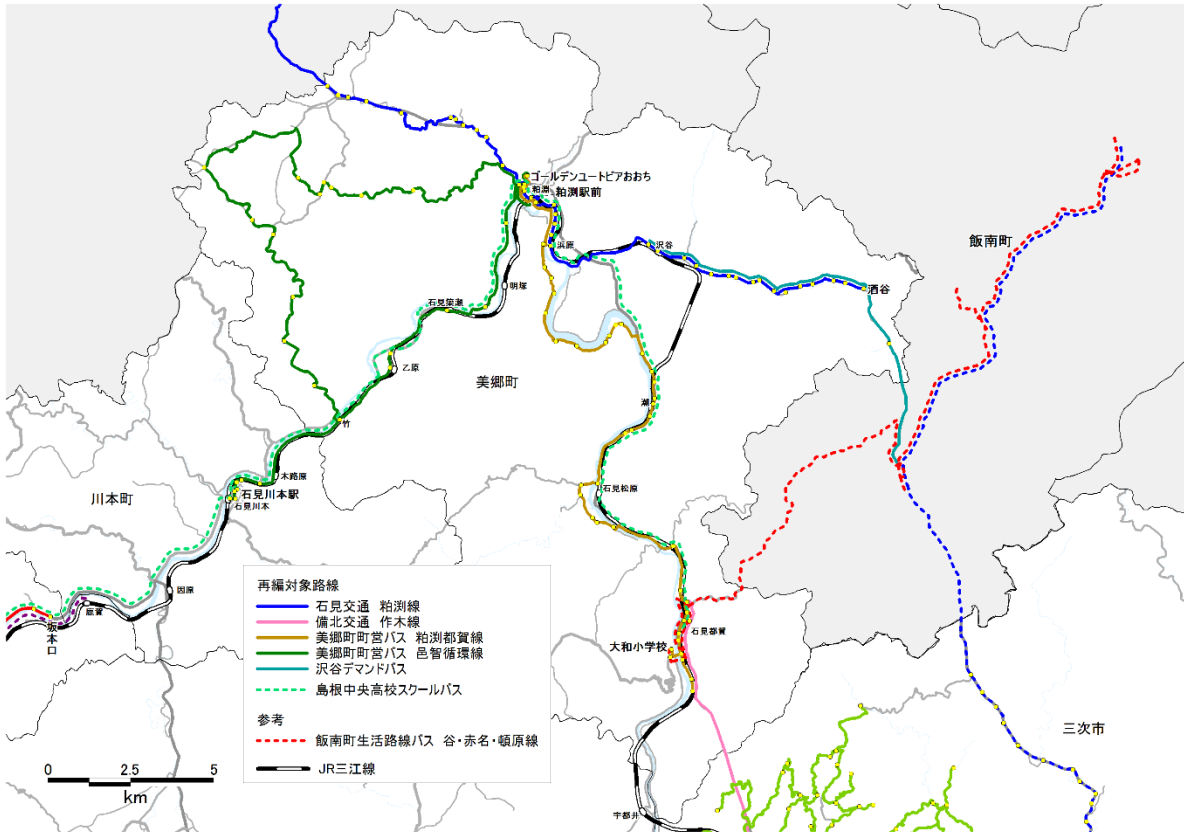 ゴールデンユートピアおおち
粕渕
粕渕駅前
浜原
沢谷
酒谷
飯南町
明塚
石見簗瀬
乙原
美郷町
竹
潮
木路原
石見川本駅
石見川本
川本町
石見松原
因原
鹿賀
坂本口
石見都賀
大和小学校
三次市
宇都井
再編対象路線
石見交通 粕渕線
備北交通 作木線
美郷町町営バス 粕渕都賀線
美郷町町営バス 邑智循環線
沢谷デマンドバス
島根中央高校スクールバス
参考
飯南町生活路線バス 谷・赤名・頓原線
JR三江線
0 2.5 5
km